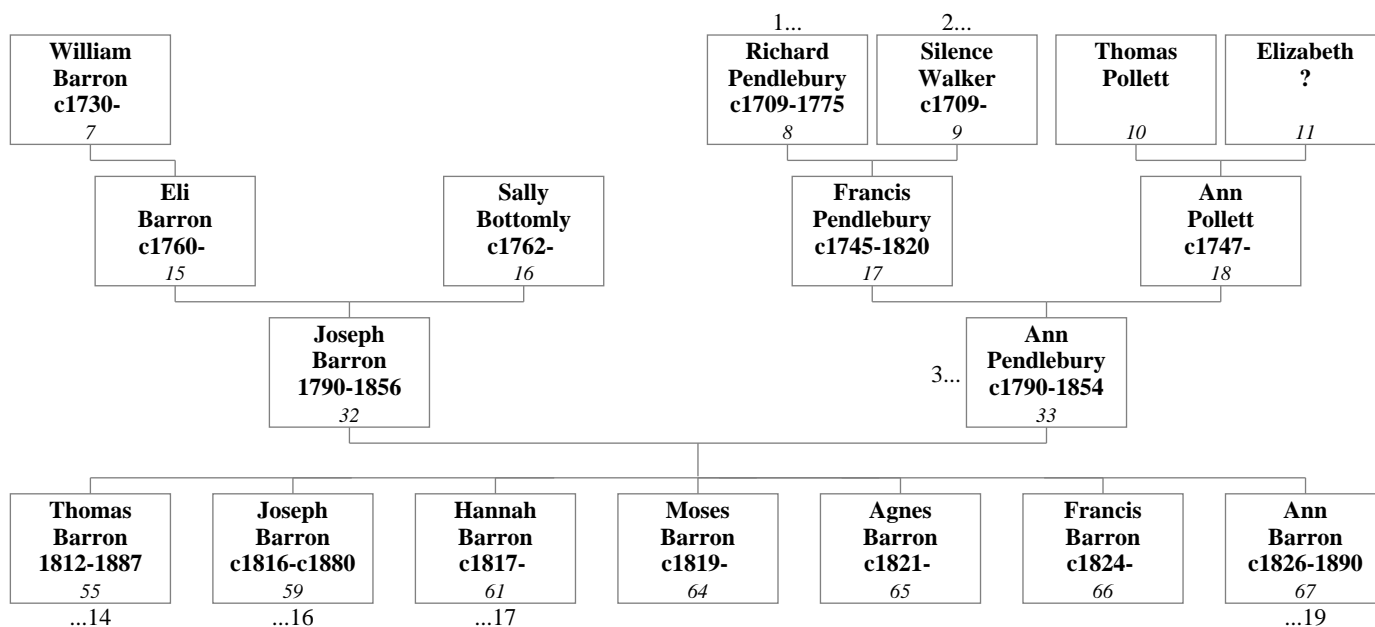 1...
2...
William
Barron
c1730-
7
Richard
Pendlebury
c1709-1775
8
Silence
Walker
c1709-
9
Thomas
Pollett
10
Elizabeth
?
11
Eli
Barron
c1760-
15
Sally
Bottomly
c1762-
16
Francis
Pendlebury
c1745-1820
17
Ann
Pollett
c1747-
18
Joseph
Barron
1790-1856
32
3...
Ann
Pendlebury
c1790-1854
33
Thomas
Barron
1812-1887
55
...14
Joseph
Barron
c1816-c1880
59
...16
Hannah
Barron
c1817-
61
...17
Moses
Barron
c1819-
64
Agnes
Barron
c1821-
65
Francis
Barron
c1824-
66
Ann
Barron
c1826-1890
67
...19